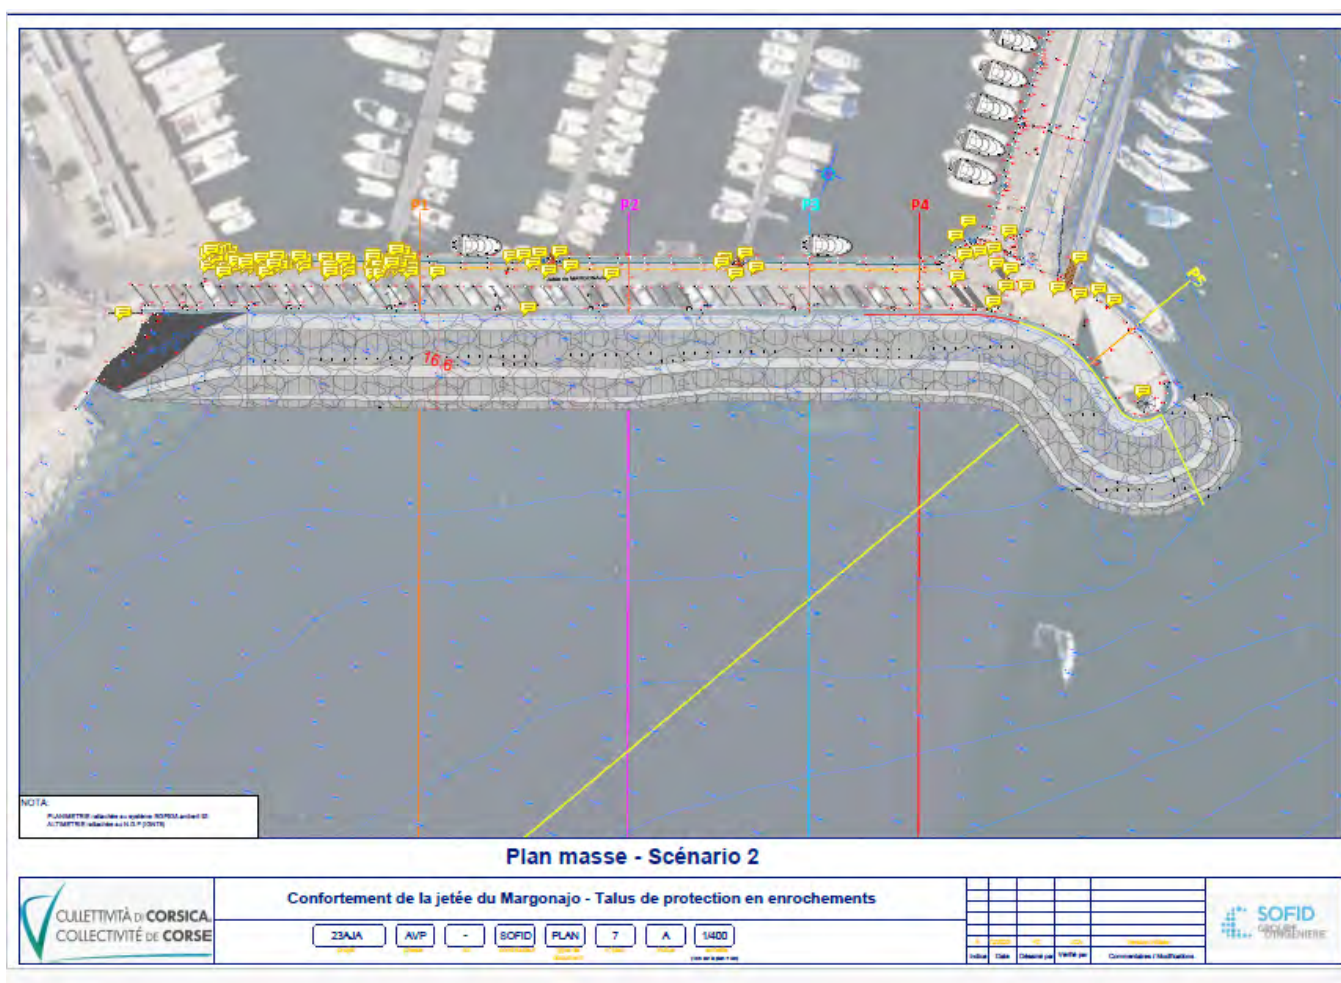 P1
P2
P3
P4
P5
16.6
NOTA:
Plan masse - Scénario 2
CULLETTIVITÀ DI CORSICA
COLLECTIVITÉ DE CORSE
Confortement de la jetée du Margonajo - Talus de protection en enrochements
23AJA AVP - SOFID PLAN 7 A 1/400
Indice Date Dessiné par Vérifié par Commentaires / Modifications
SOFID
GROUPE
D'INGÉNIERIE